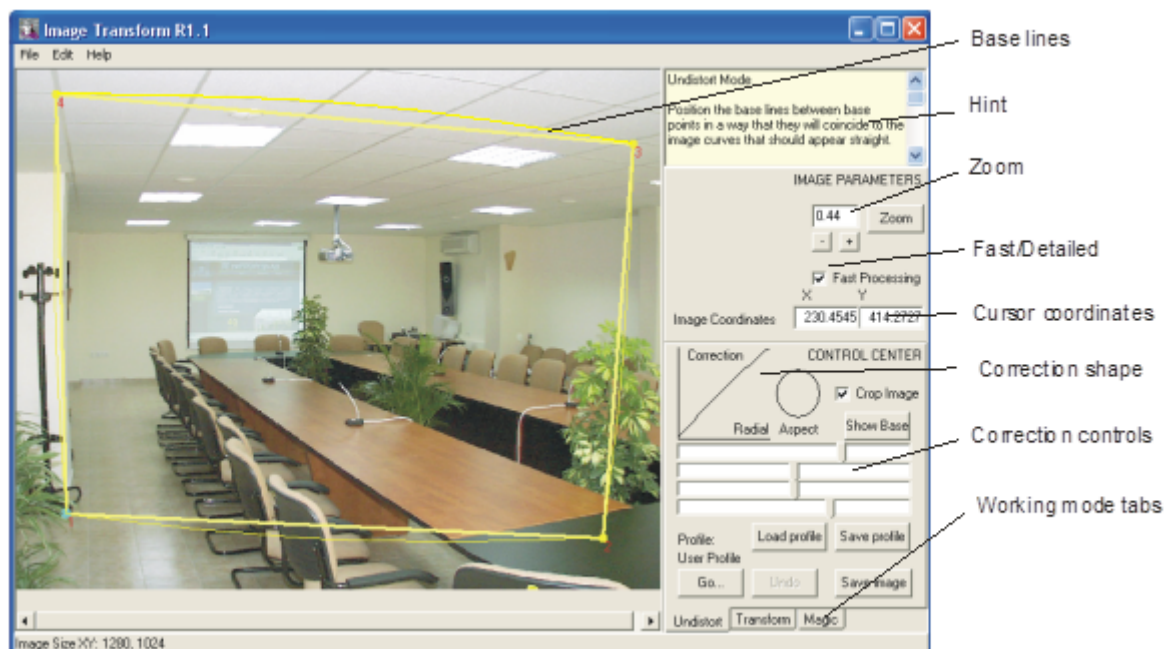 Image Transform R1.1
File Edit Help
Undistort Mode
Position the base lines between base
points in a way that they will coincide to the
image curves that should appear straight.
IMAGE PARAMETERS
0.44 Zoom
- +
Fast Processing
X Y
Image Coordinates 230.4545 414.2727
Correction CONTROL CENTER
Crop Image
Radial Aspect Show Base
Profile: Load profile Save profile
User Profile
Go... Undo Save image
Undistort Transform Magic
Image Size XY: 1280, 1024
4
3
Base lines
Hint
Zoom
Fast/Detailed
Cursor coordinates
Correction shape
Correction controls
Working mode tabs